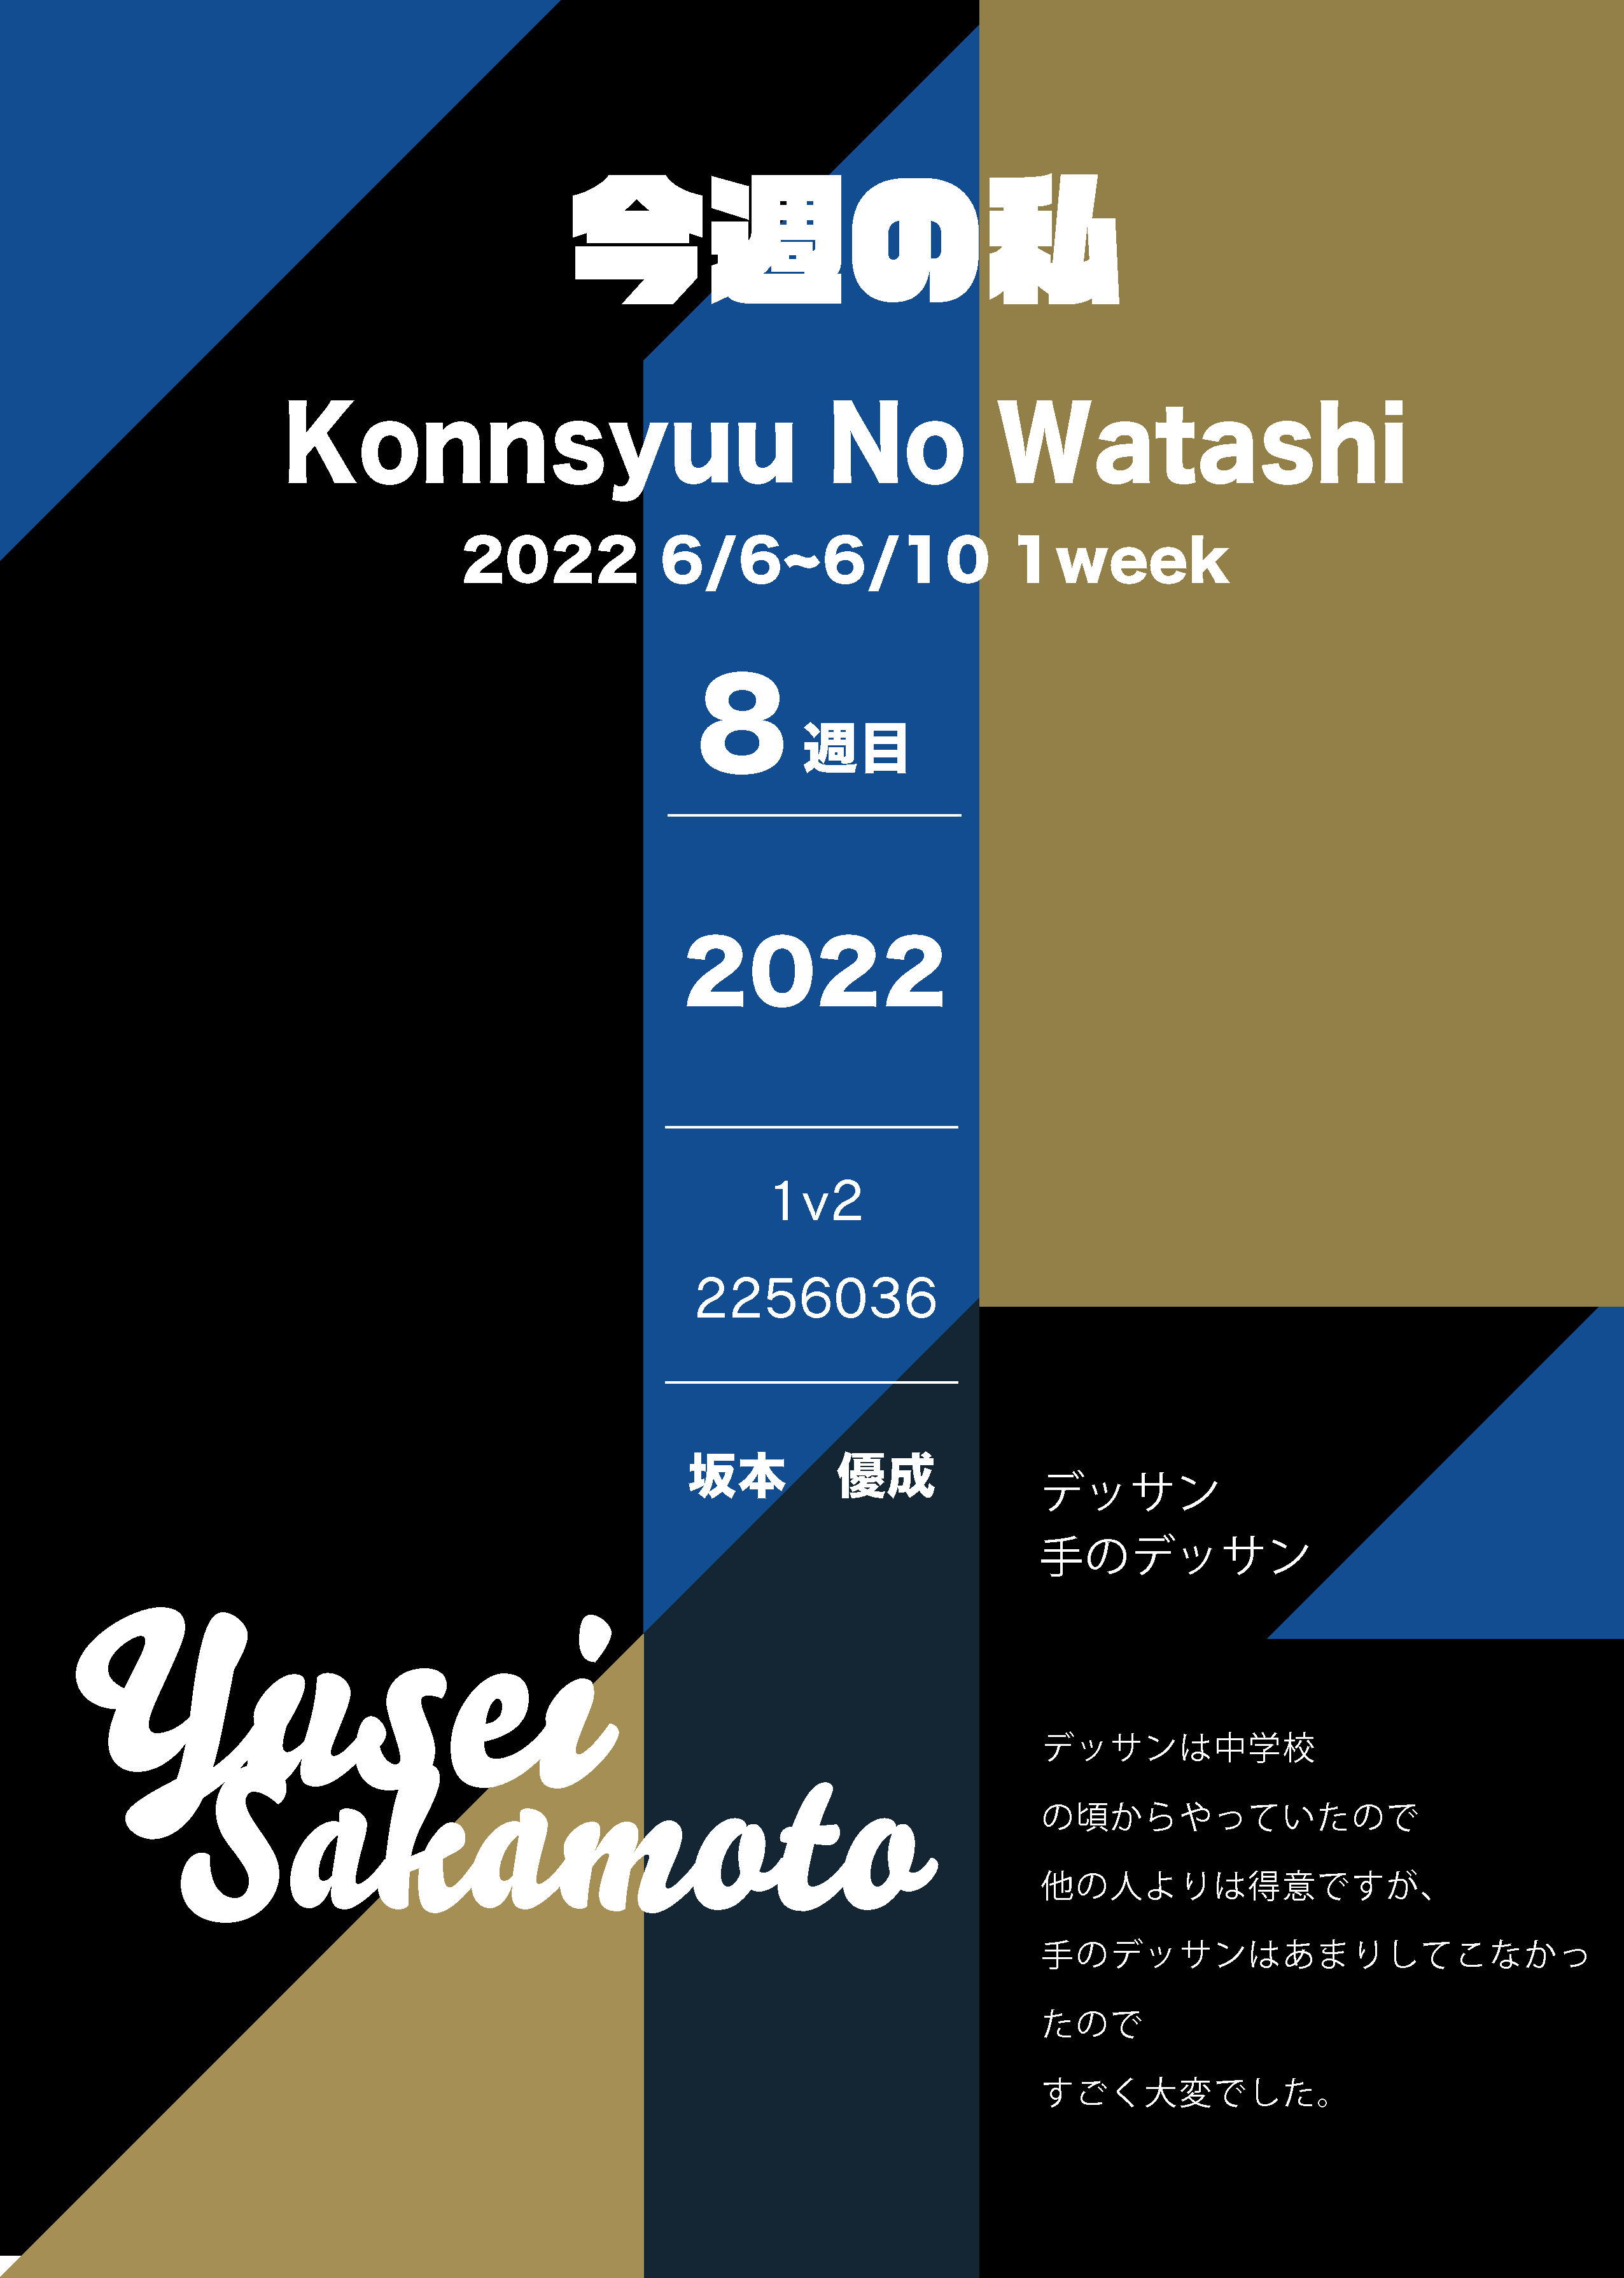 今週の私
Konnsyuu No Watashi
2022 6/6~6/10 1week
8 週目
2022
1v2
2256036
坂本　優成
Yusei
Sakamoto
デッサン
手のデッサン
デッサンは中学校
の頃からやっていたので
他の人よりは得意ですが、
手のデッサンはあまりしてこなかっ
たので
すごく大変でした。